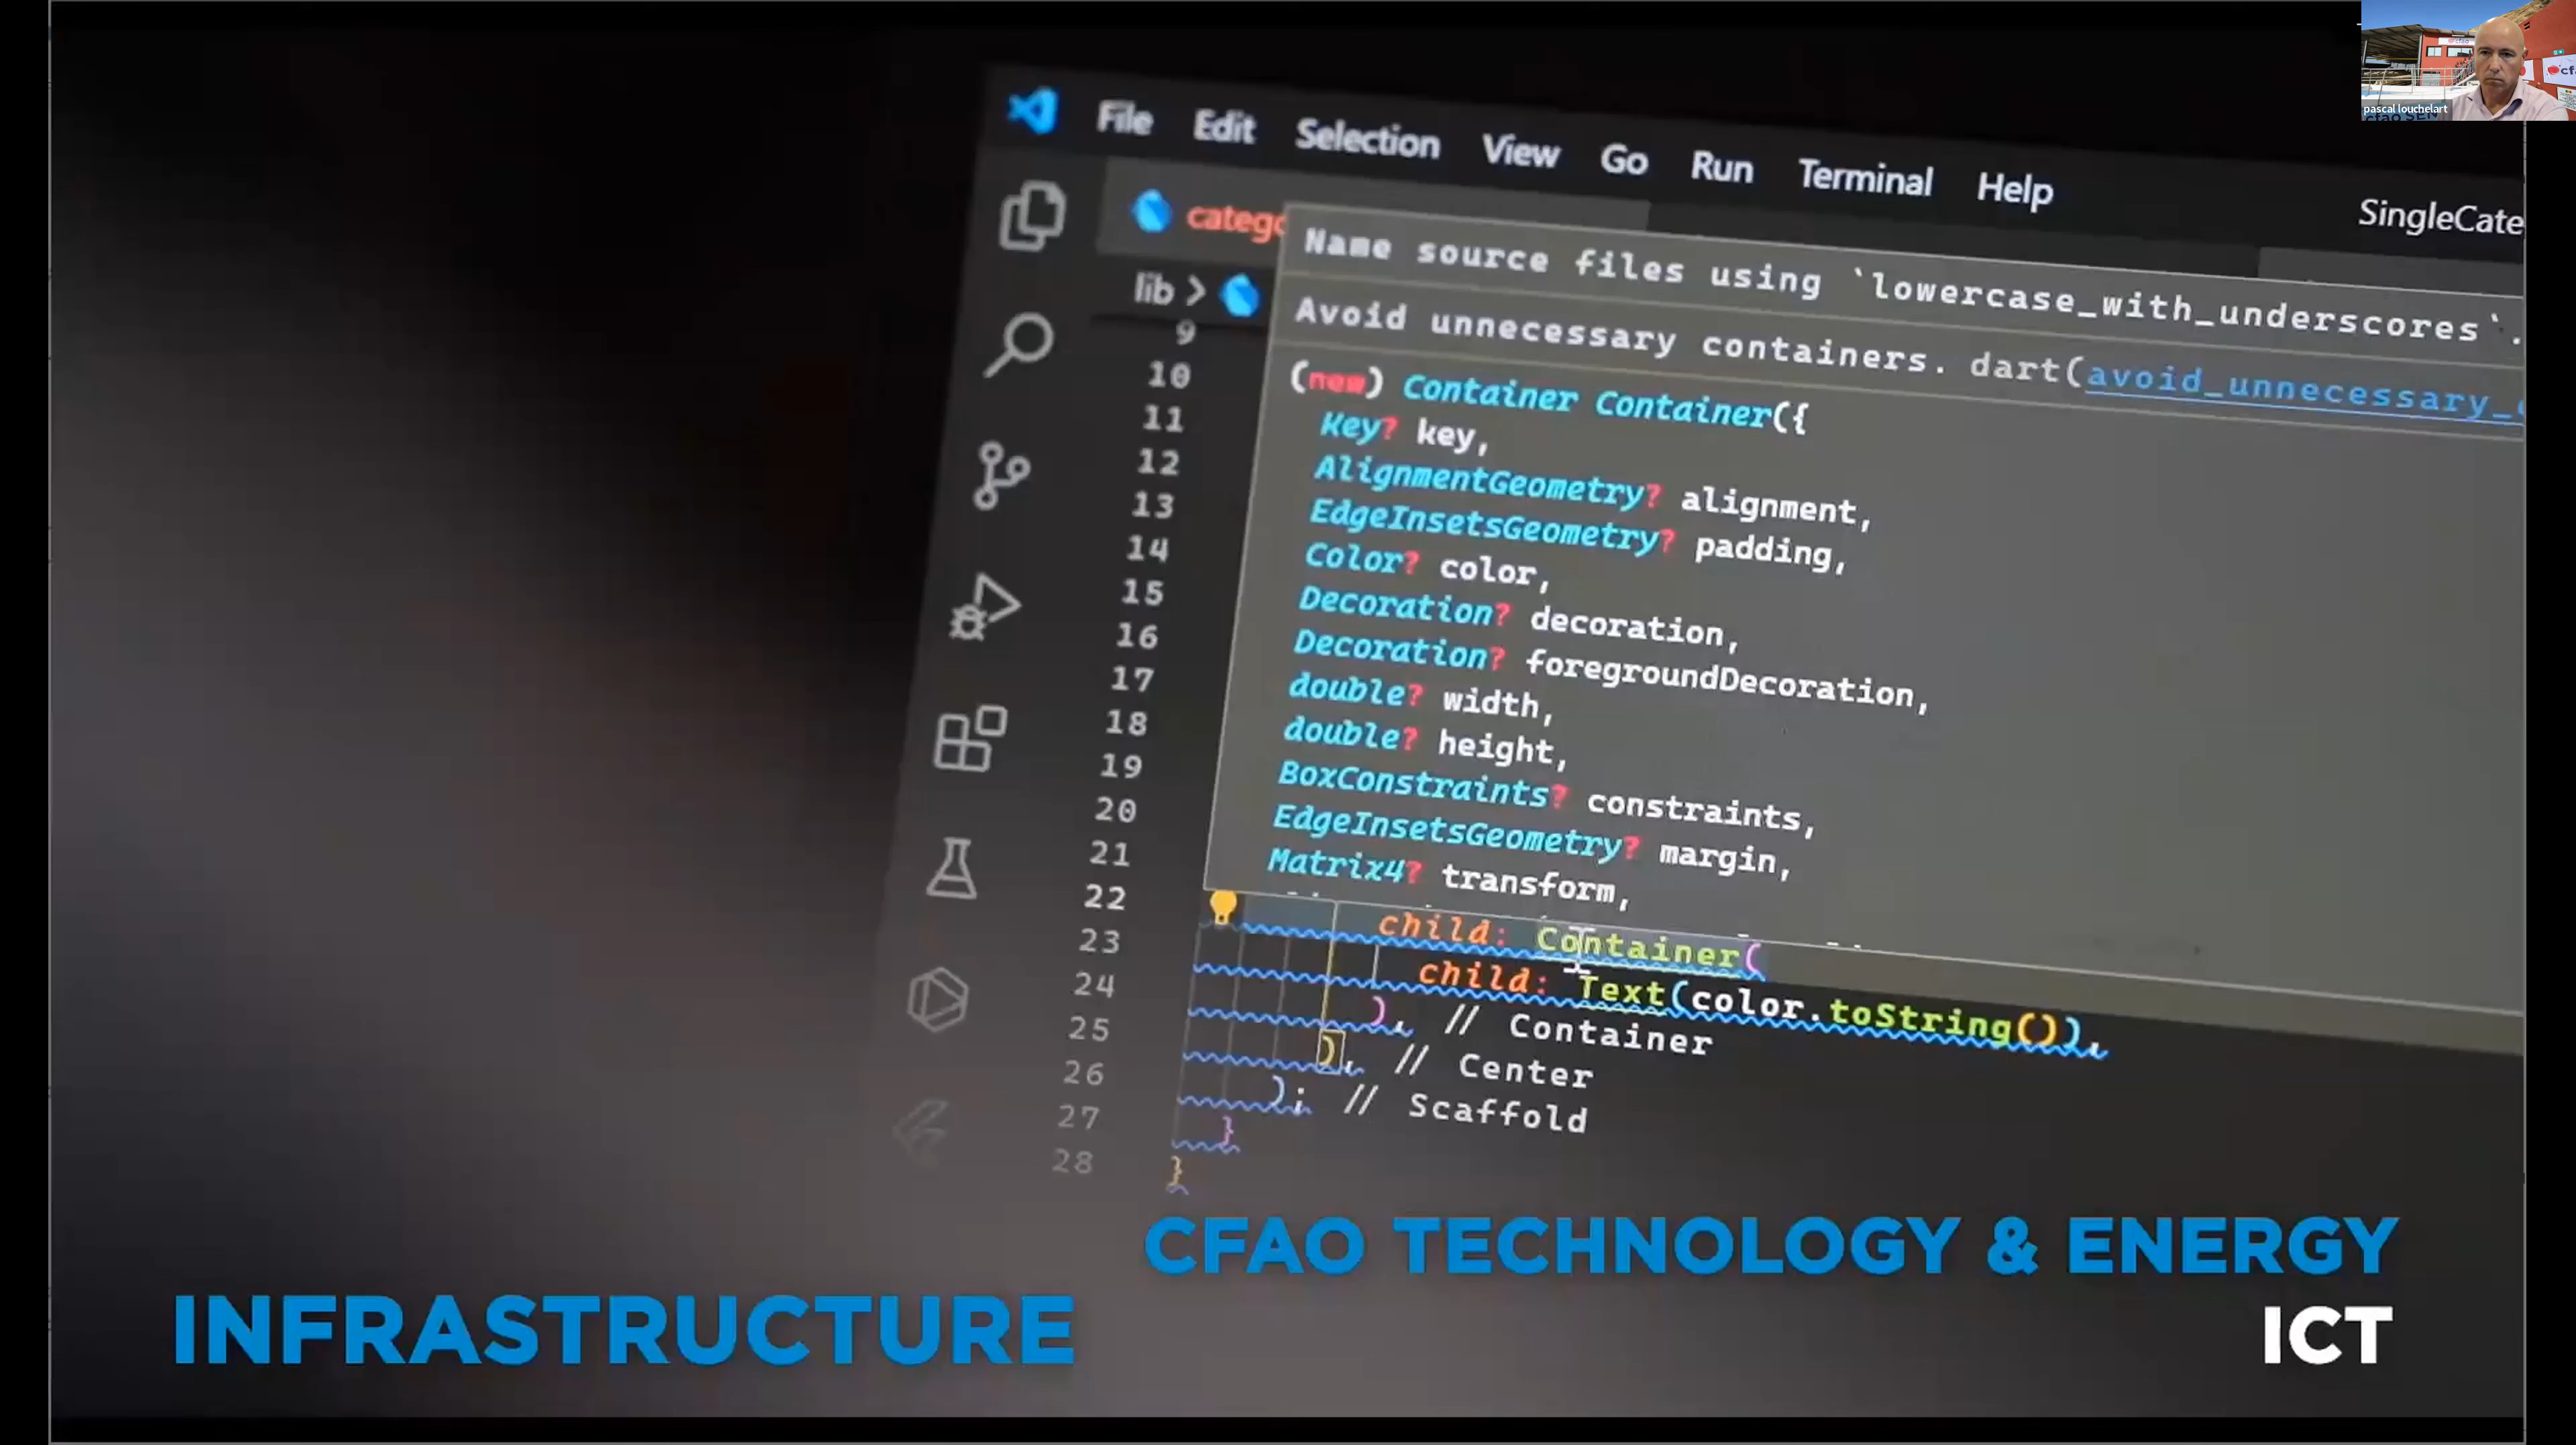 pascal louchelart
File Edit Selection View Go Run Terminal Help
SingleCate
catego
lib >
Name source files using `lowercase_with_underscores`.
Avoid unnecessary containers. dart(avoid_unnecessary_
(new) Container Container({
Key? key,
AlignmentGeometry? alignment,
EdgeInsetsGeometry? padding,
Color? color,
Decoration? decoration,
Decoration? foregroundDecoration,
double? width,
double? height,
BoxConstraints? constraints,
EdgeInsetsGeometry? margin,
Matrix4? transform,
9
10
11
12
13
14
15
16
17
18
19
20
21
22
23
24
25
26
27
28
child: Container(
child: Text(color.toString()),
), // Container
), // Center
); // Scaffold
}
}
CFAO TECHNOLOGY & ENERGY
INFRASTRUCTURE
ICT